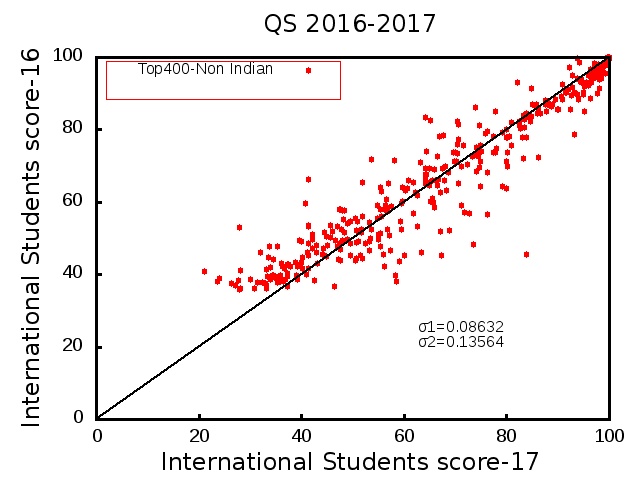 QS 2016-2017
International Students score-16
100
80
60
40
20
0
Top400-Non Indian
σ1=0.08632
σ2=0.13564
0 20 40 60 80 100
International Students score-17